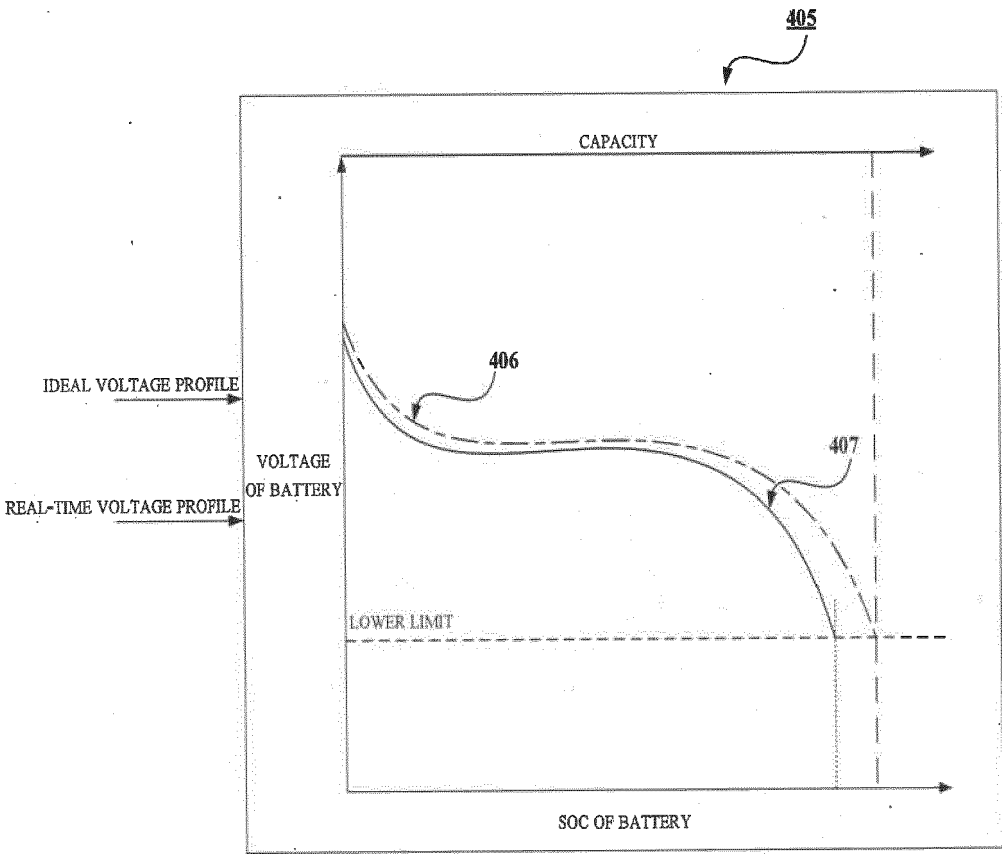 405
CAPACITY
406
IDEAL VOLTAGE PROFILE
407
VOLTAGE
OF BATTERY
REAL-TIME VOLTAGE PROFILE
LOWER LIMIT
SOC OF BATTERY